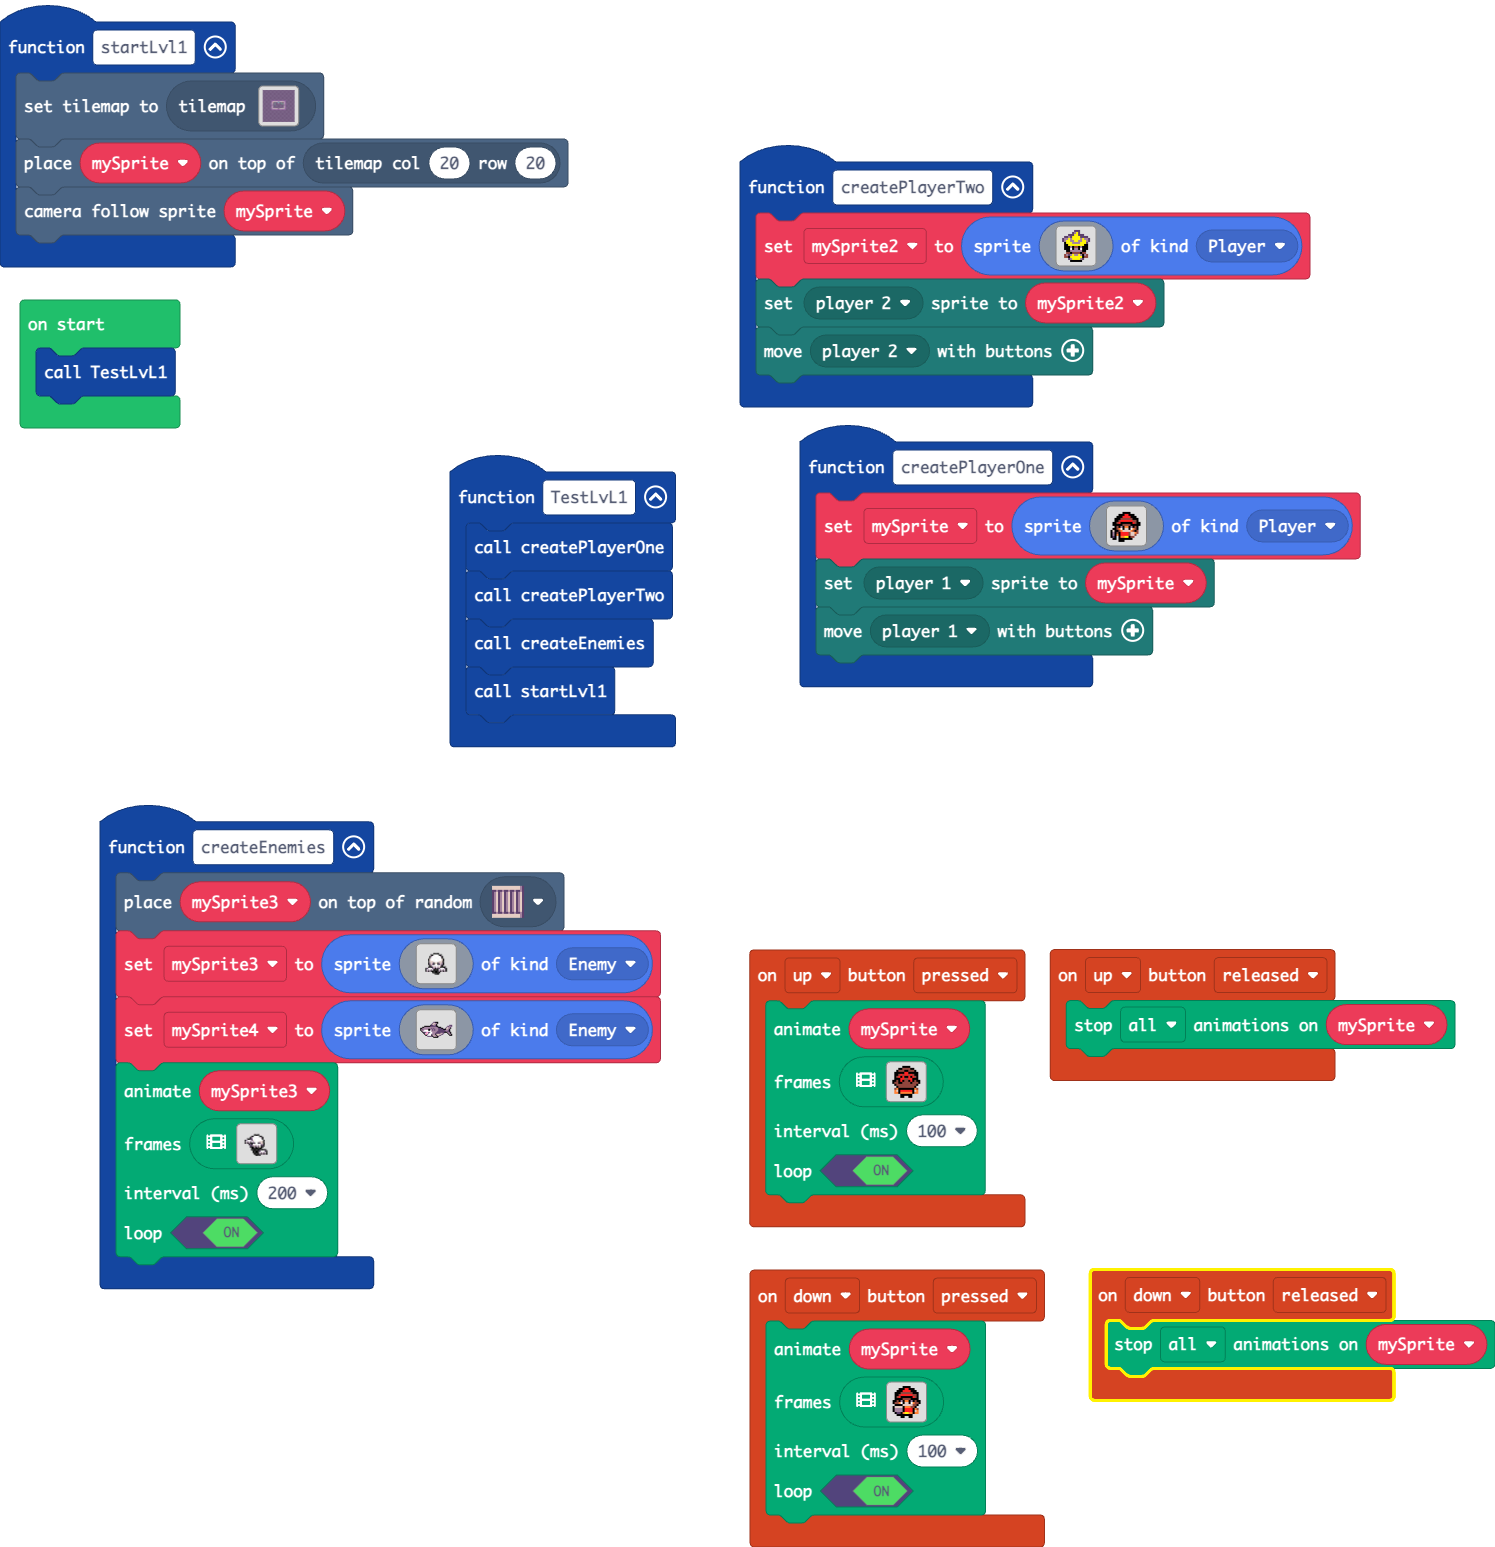 function startLvl1
set tilemap to tilemap
place mySprite on top of tilemap col 20 row 20
camera follow sprite mySprite
on start
call TestLvL1
function createPlayerTwo
set mySprite2 to sprite of kind Player
set player 2 sprite to mySprite2
move player 2 with buttons
function createPlayerOne
set mySprite to sprite of kind Player
set player 1 sprite to mySprite
move player 1 with buttons
function TestLvL1
call createPlayerOne
call createPlayerTwo
call createEnemies
call startLvl1
function createEnemies
place mySprite3 on top of random
set mySprite3 to sprite of kind Enemy
set mySprite4 to sprite of kind Enemy
animate mySprite3
frames
interval (ms) 200
loop ON
on up button pressed
animate mySprite
frames
interval (ms) 100
loop ON
on up button released
stop all animations on mySprite
on down button pressed
animate mySprite
frames
interval (ms) 100
loop ON
on down button released
stop all animations on mySprite